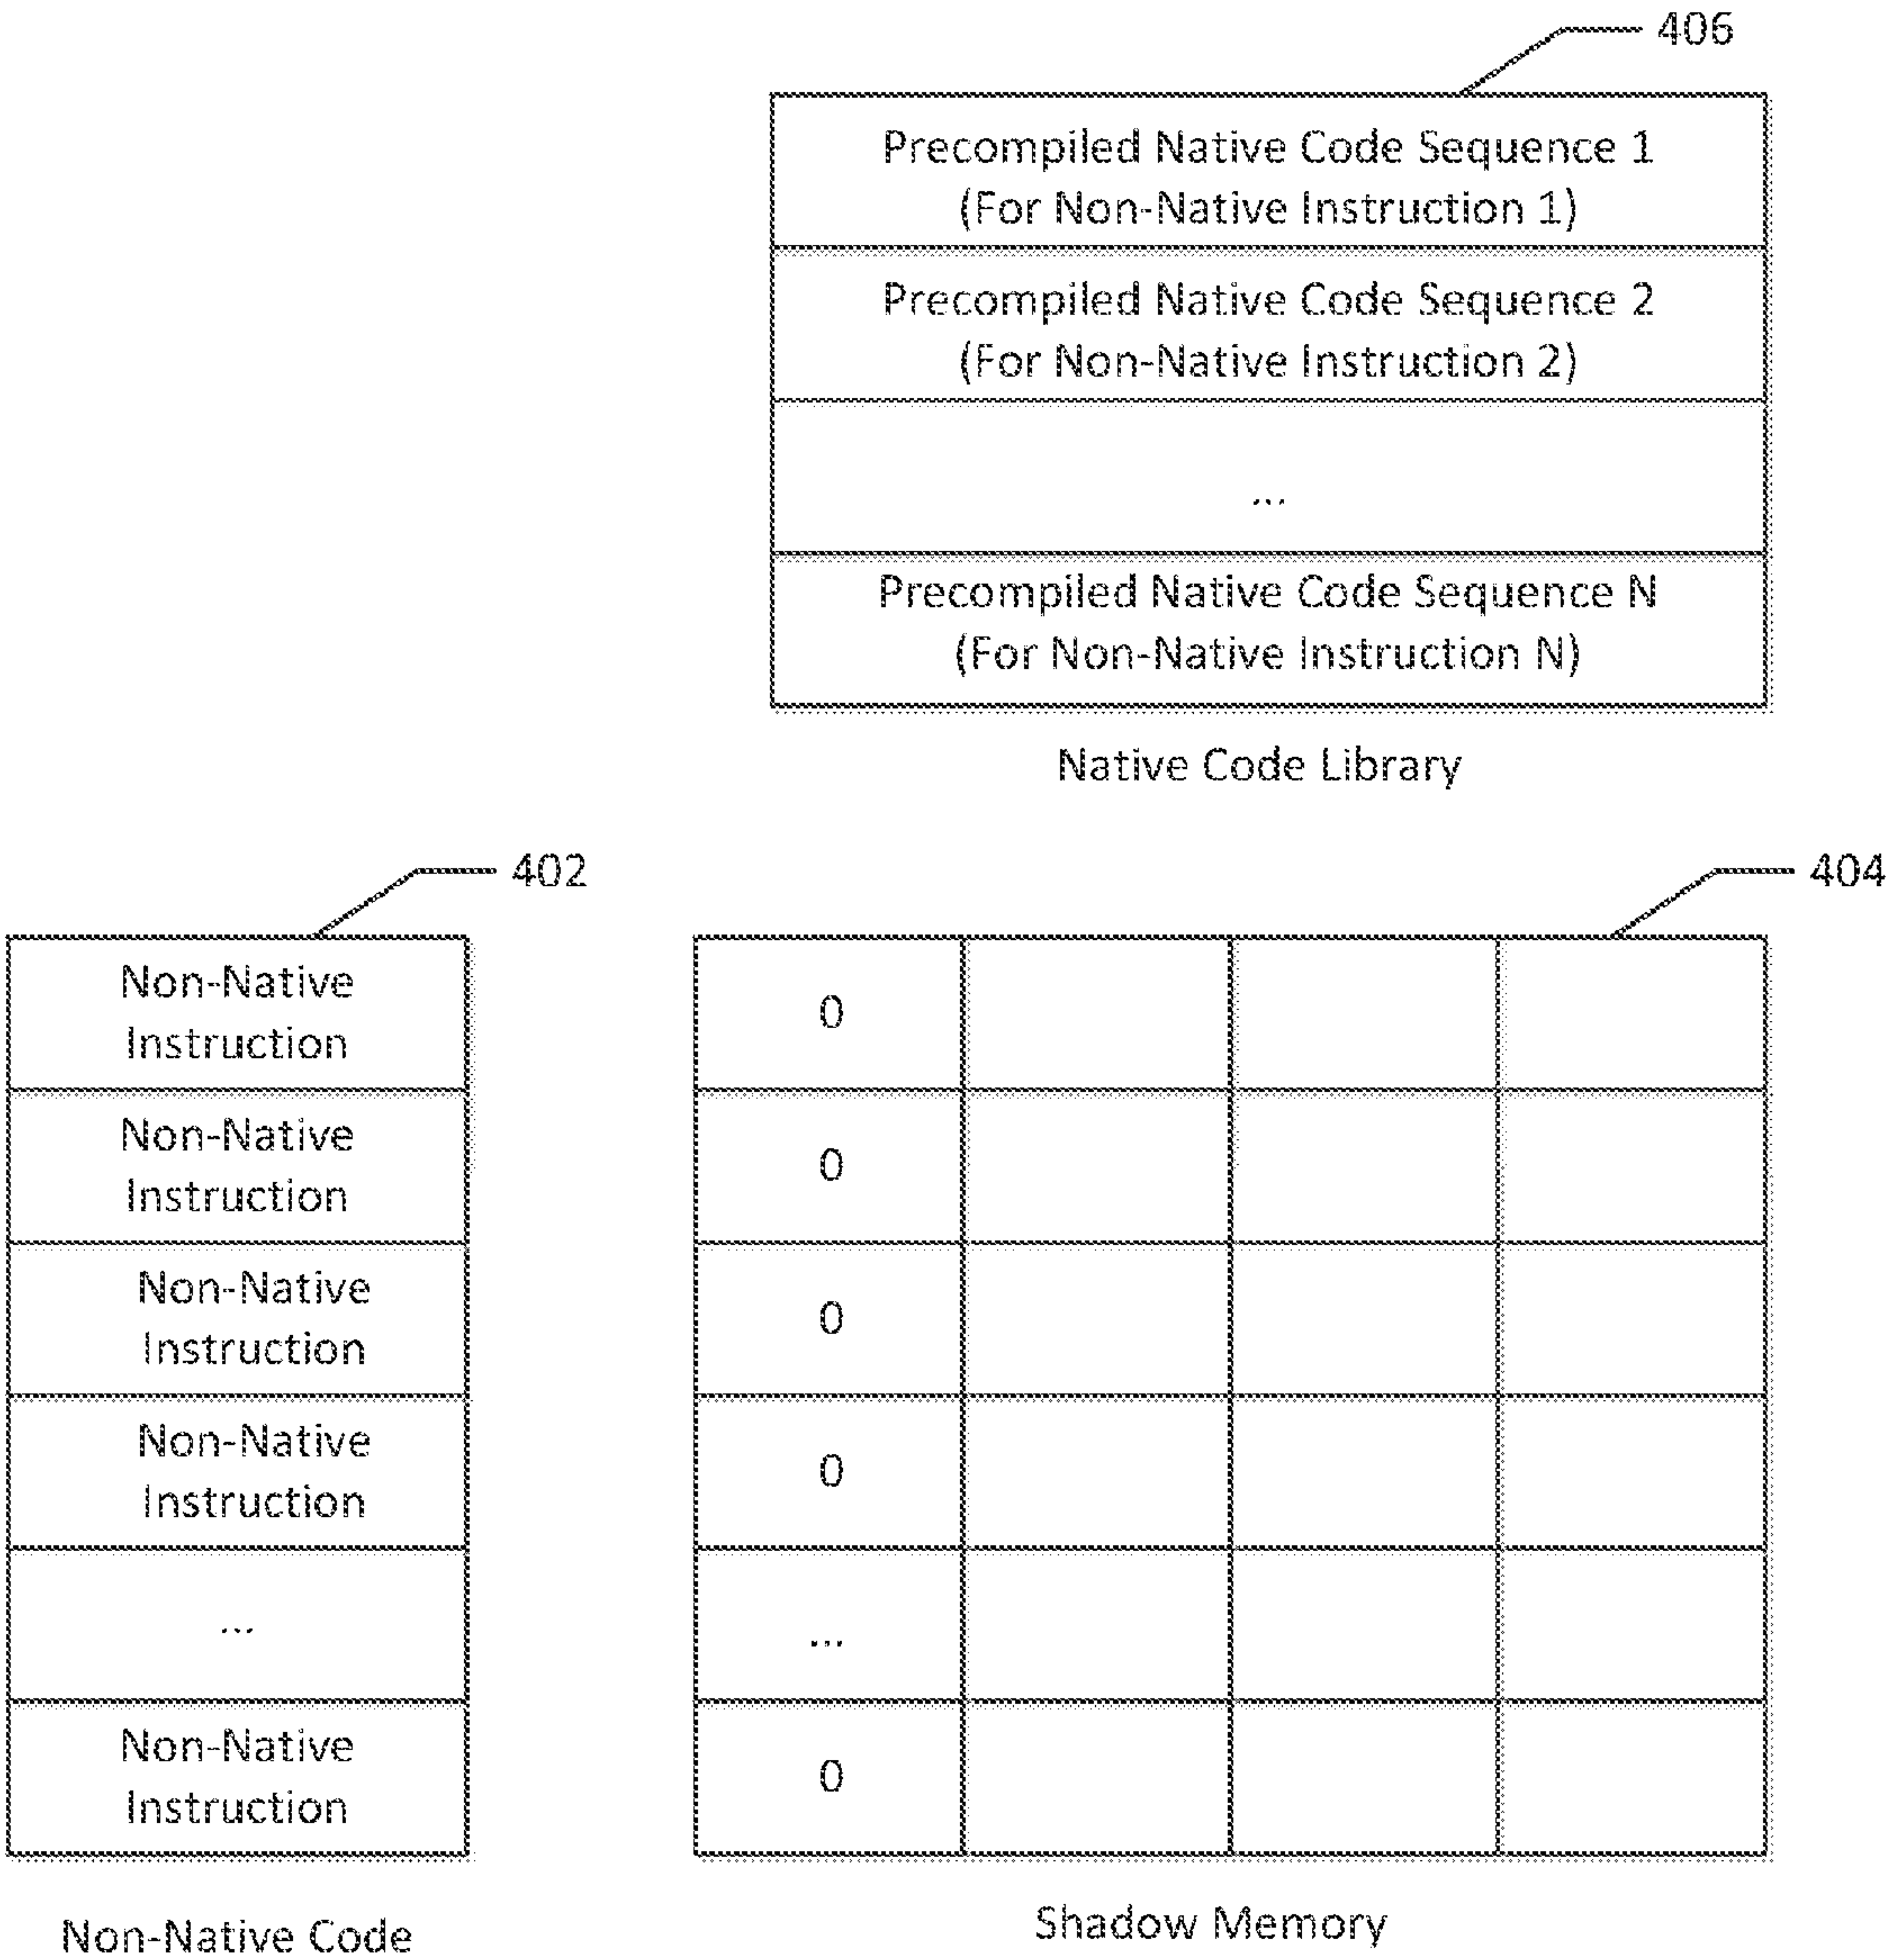 406
Precompiled Native Code Sequence 1
(For Non-Native Instruction 1)
Precompiled Native Code Sequence 2
(For Non-Native Instruction 2)
...
Precompiled Native Code Sequence N
(For Non-Native Instruction N)
Native Code Library
402
404
Non-Native
Instruction
0
Non-Native
Instruction
0
Non-Native
Instruction
0
Non-Native
Instruction
0
...
...
Non-Native
Instruction
0
Non-Native Code
Shadow Memory